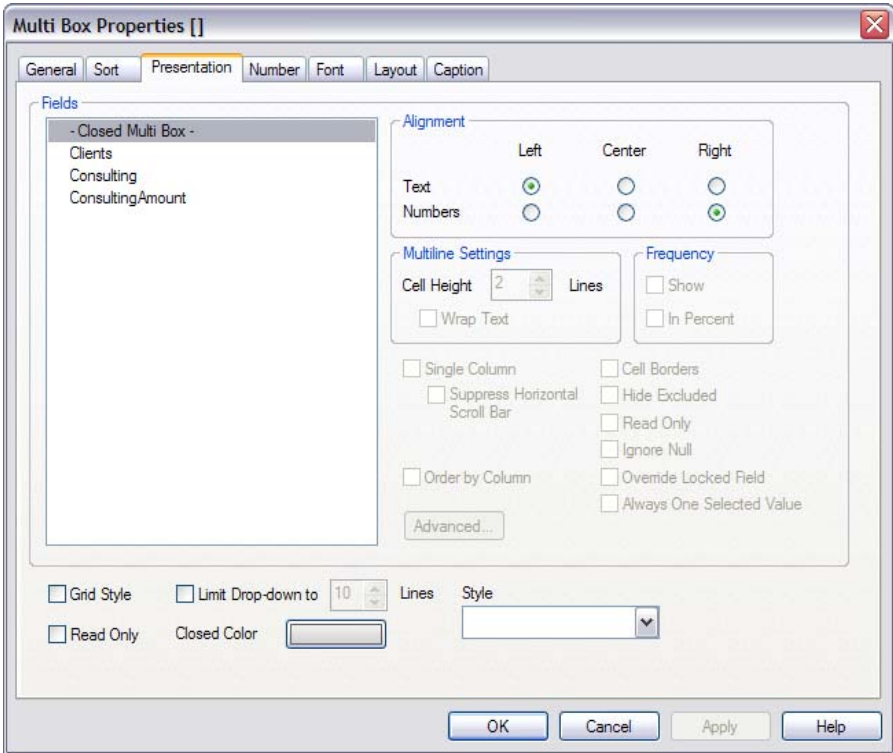 Multi Box Properties []
General Sort Presentation Number Font Layout Caption
Fields
- Closed Multi Box -
Clients
Consulting
ConsultingAmount
Alignment
Left Center Right
Text
Numbers
Multiline Settings
Cell Height 2 Lines
Wrap Text
Frequency
Show
In Percent
Single Column
Suppress Horizontal
Scroll Bar
Order by Column
Advanced...
Cell Borders
Hide Excluded
Read Only
Ignore Null
Override Locked Field
Always One Selected Value
Grid Style Limit Drop-down to 10 Lines Style
Read Only Closed Color
OK Cancel Apply Help